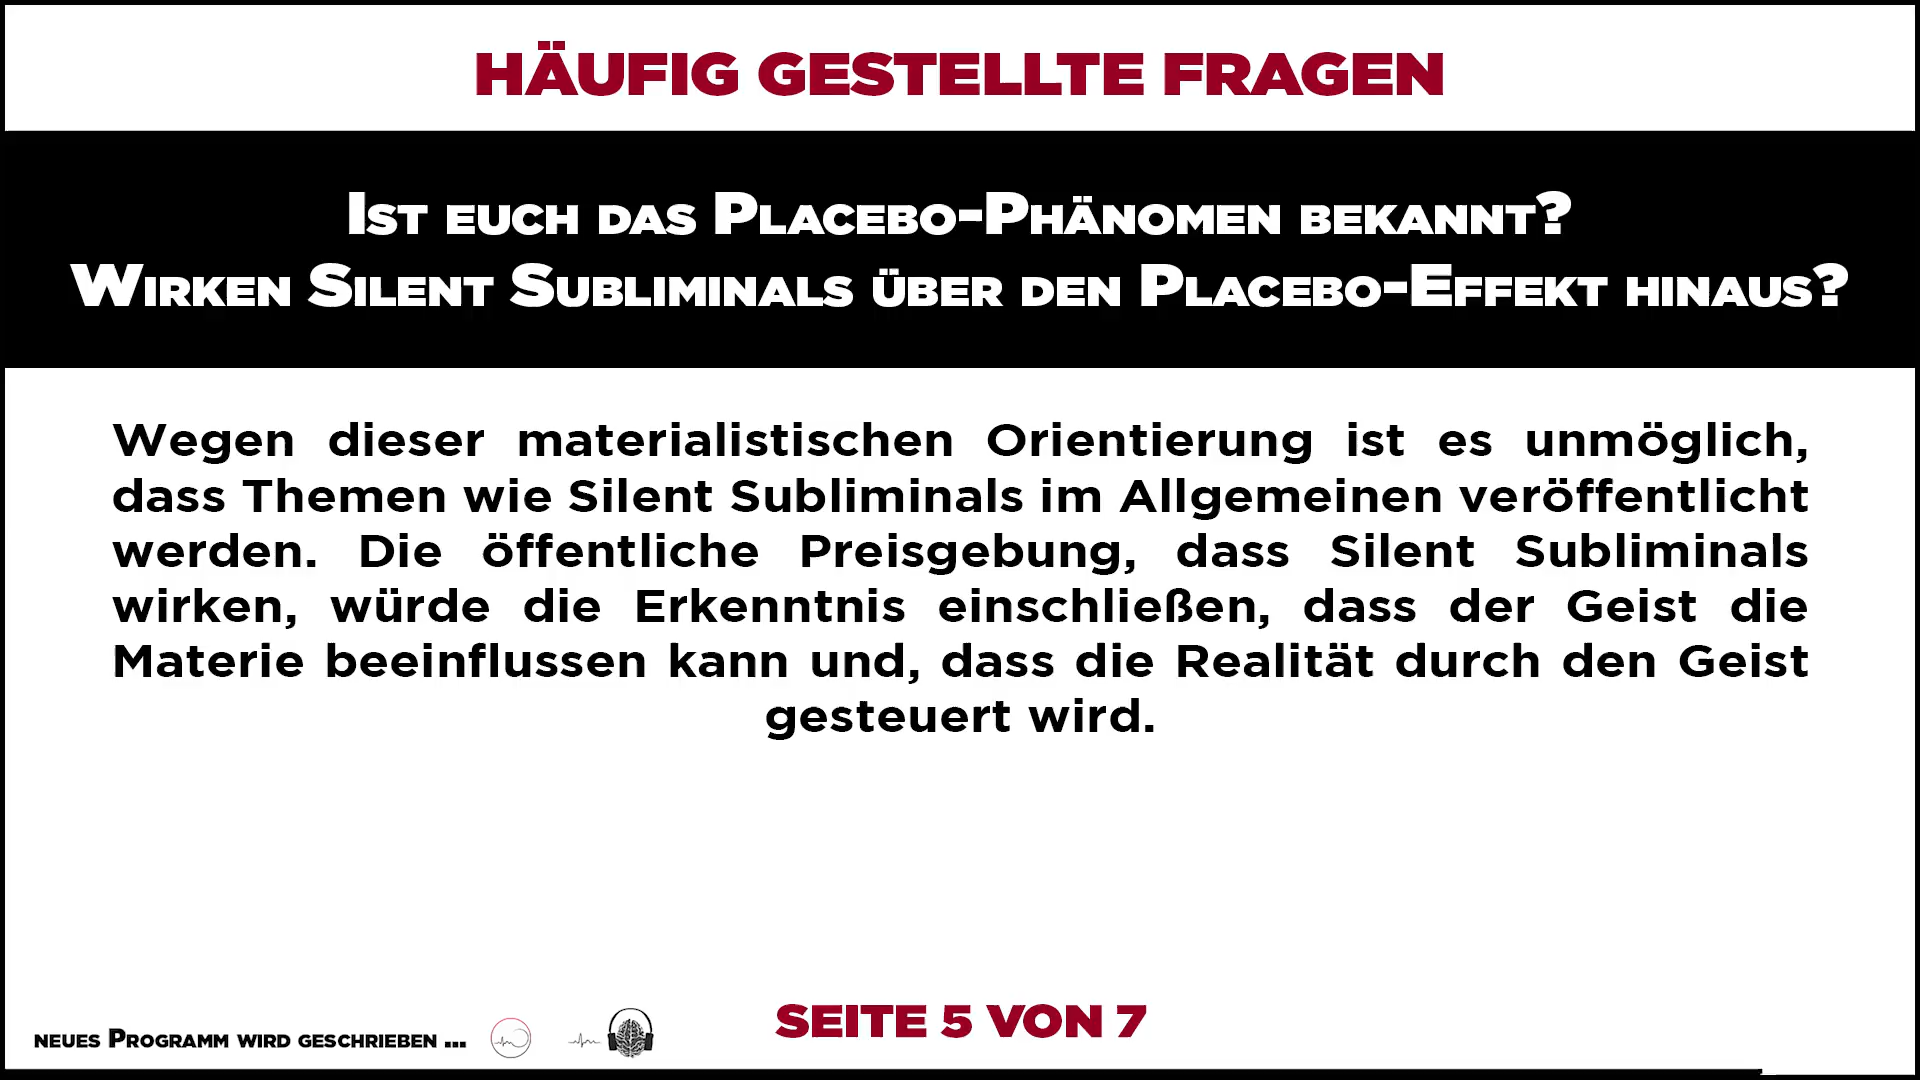 HÄUFIG GESTELLTE FRAGEN
Ist euch das Placebo-Phänomen bekannt?
Wirken Silent Subliminals über den Placebo-Effekt hinaus?
Wegen dieser materialistischen Orientierung ist es unmöglich,
dass Themen wie Silent Subliminals im Allgemeinen veröffentlicht
werden. Die öffentliche Preisgebung, dass Silent Subliminals
wirken, würde die Erkenntnis einschließen, dass der Geist die
Materie beeinflussen kann und, dass die Realität durch den Geist
gesteuert wird.
neues Programm wird geschrieben ...
SEITE 5 VON 7